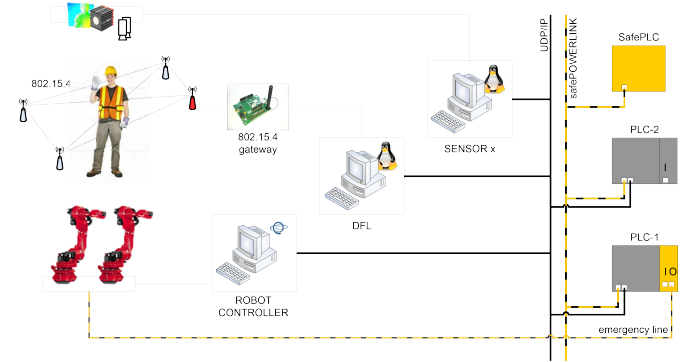 UDP/IP
safePOWERLINK
SafePLC
802.15.4
802.15.4
gateway
SENSOR x
PLC-2
I
DFL
PLC-1
I O
ROBOT
CONTROLLER
emergency line